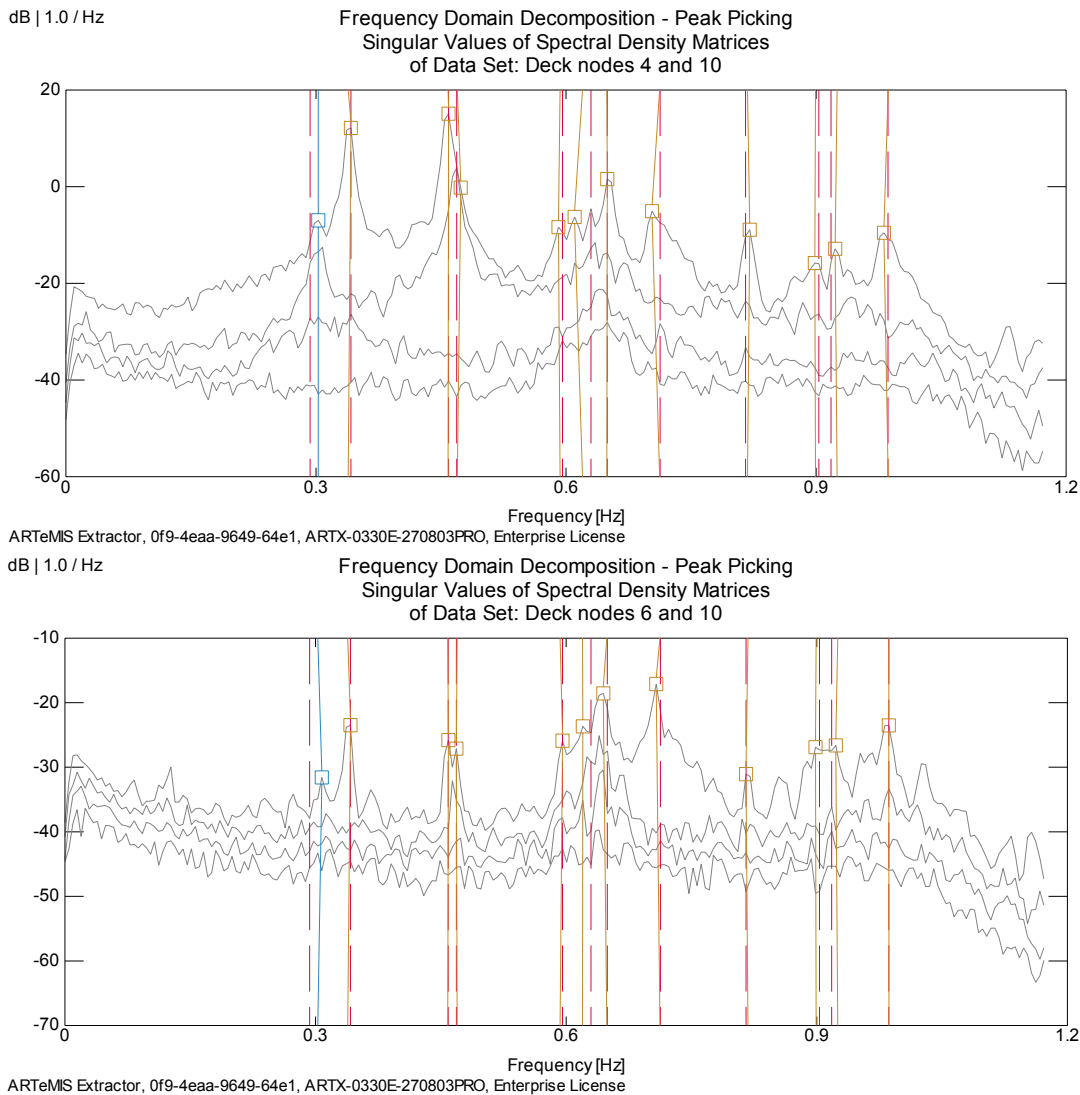 dB | 1.0 / Hz
Frequency Domain Decomposition - Peak Picking
Singular Values of Spectral Density Matrices
of Data Set: Deck nodes 4 and 10
20
0
-20
-40
-60
0
0.3
0.6
0.9
1.2
Frequency [Hz]
ARTeMIS Extractor, 0f9-4eaa-9649-64e1, ARTX-0330E-270803PRO, Enterprise License
dB | 1.0 / Hz
Frequency Domain Decomposition - Peak Picking
Singular Values of Spectral Density Matrices
of Data Set: Deck nodes 6 and 10
-10
-20
-30
-40
-50
-60
-70
0
0.3
0.6
0.9
1.2
Frequency [Hz]
ARTeMIS Extractor, 0f9-4eaa-9649-64e1, ARTX-0330E-270803PRO, Enterprise License